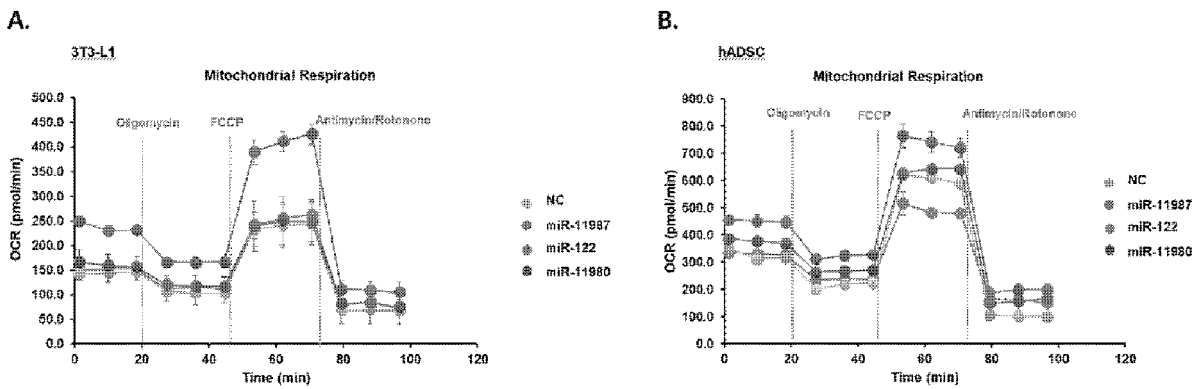 A.
3T3-L1
Mitochondrial Respiration
500.0
450.0
400.0
350.0
300.0
250.0
200.0
150.0
100.0
50.0
0.0
OCR (pmol/min)
Oligomycin
FCCP
Antimycin/Rotenone
0 20 40 60 80 100 120
Time (min)
NC
miR-11987
miR-122
miR-11980
B.
hADSC
Mitochondrial Respiration
900.0
800.0
700.0
600.0
500.0
400.0
300.0
200.0
100.0
0.0
OCR (pmol/min)
Oligomycin
FCCP
Antimycin/Rotenone
0 20 40 60 80 100 120
Time (min)
NC
miR-11987
miR-122
miR-11980